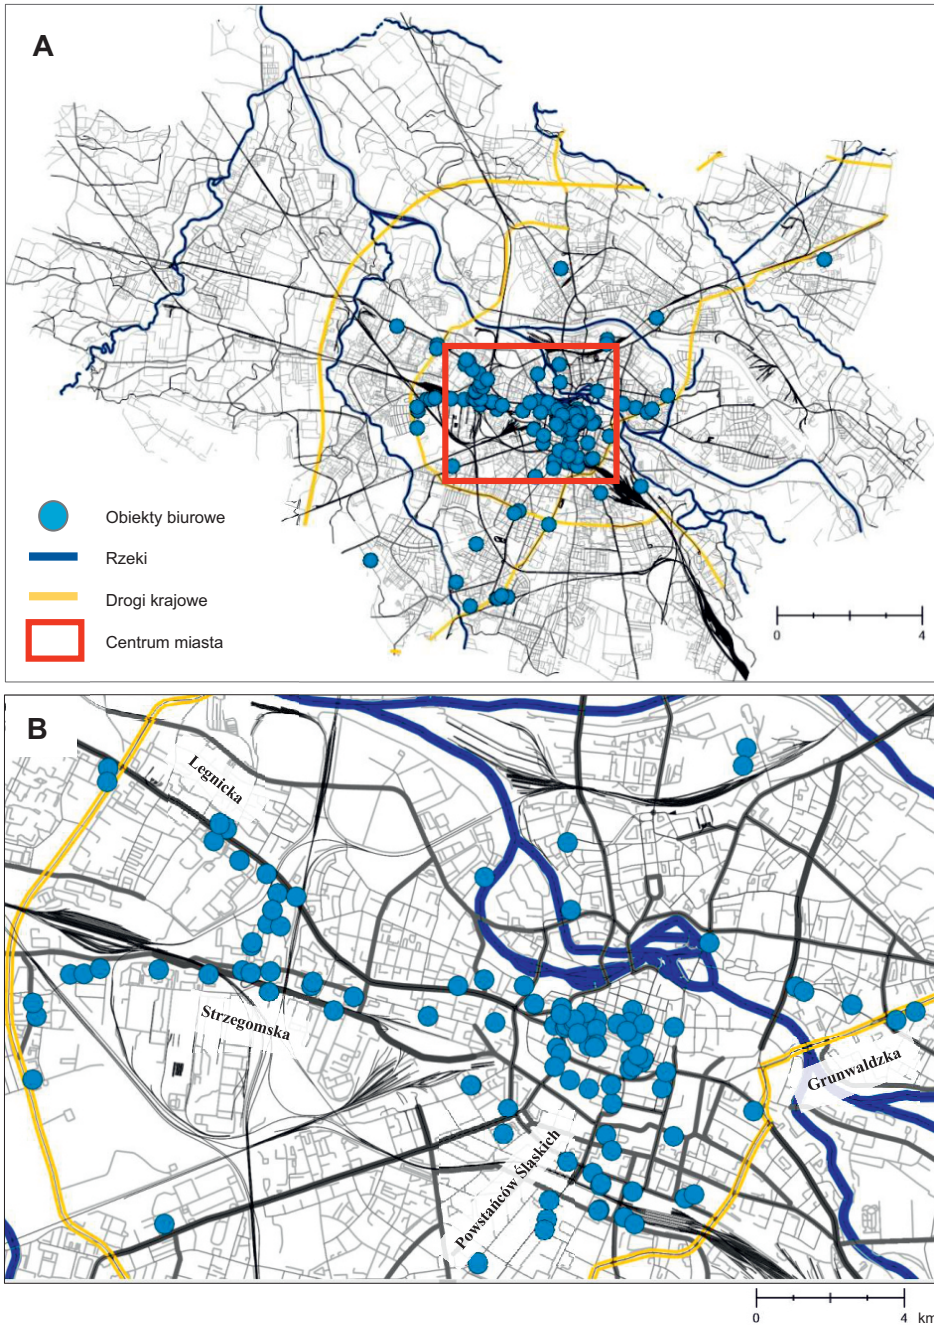 A
Obiekty biurowe
Rzeki
Drogi krajowe
Centrum miasta
0 4
B
Legnicka
Strzegomska
Grunwaldzka
Powstańców Śląskich
0 4 km